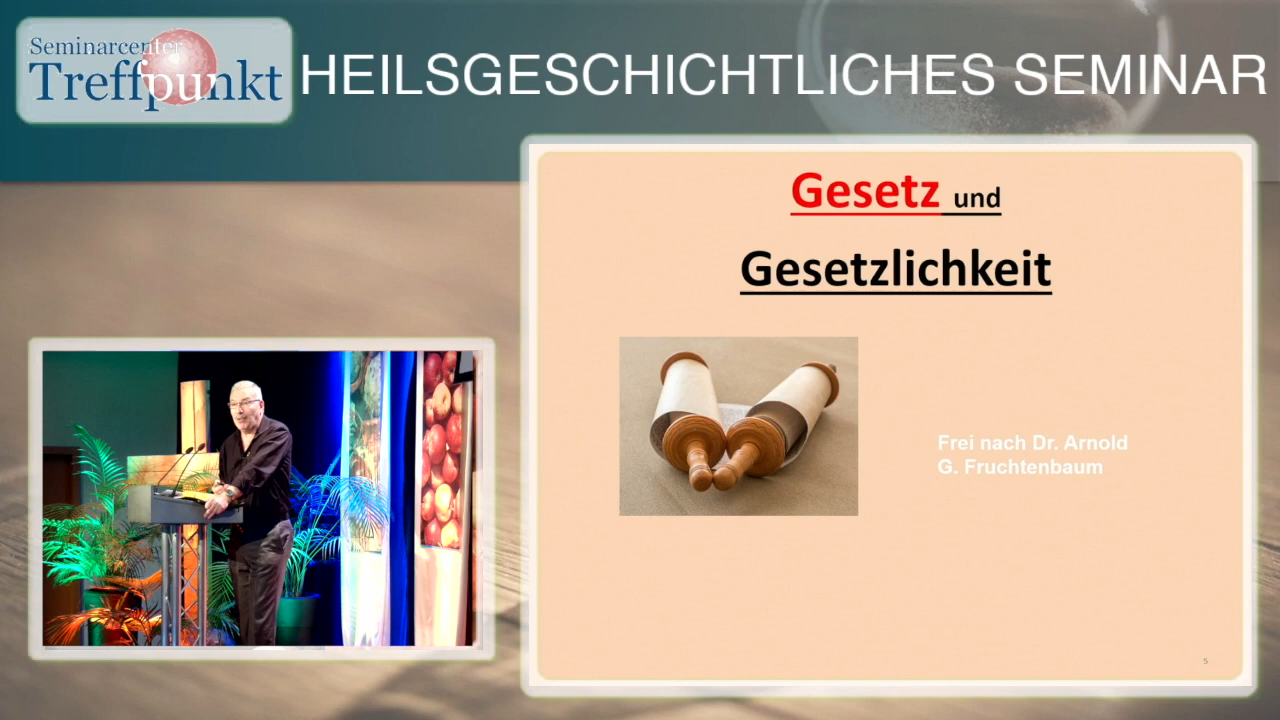 Seminarcenter
Treffpunkt
HEILSGESCHICHTLICHES SEMINAR
Gesetz und
Gesetzlichkeit
Frei nach Dr. Arnold
G. Fruchtenbaum
5